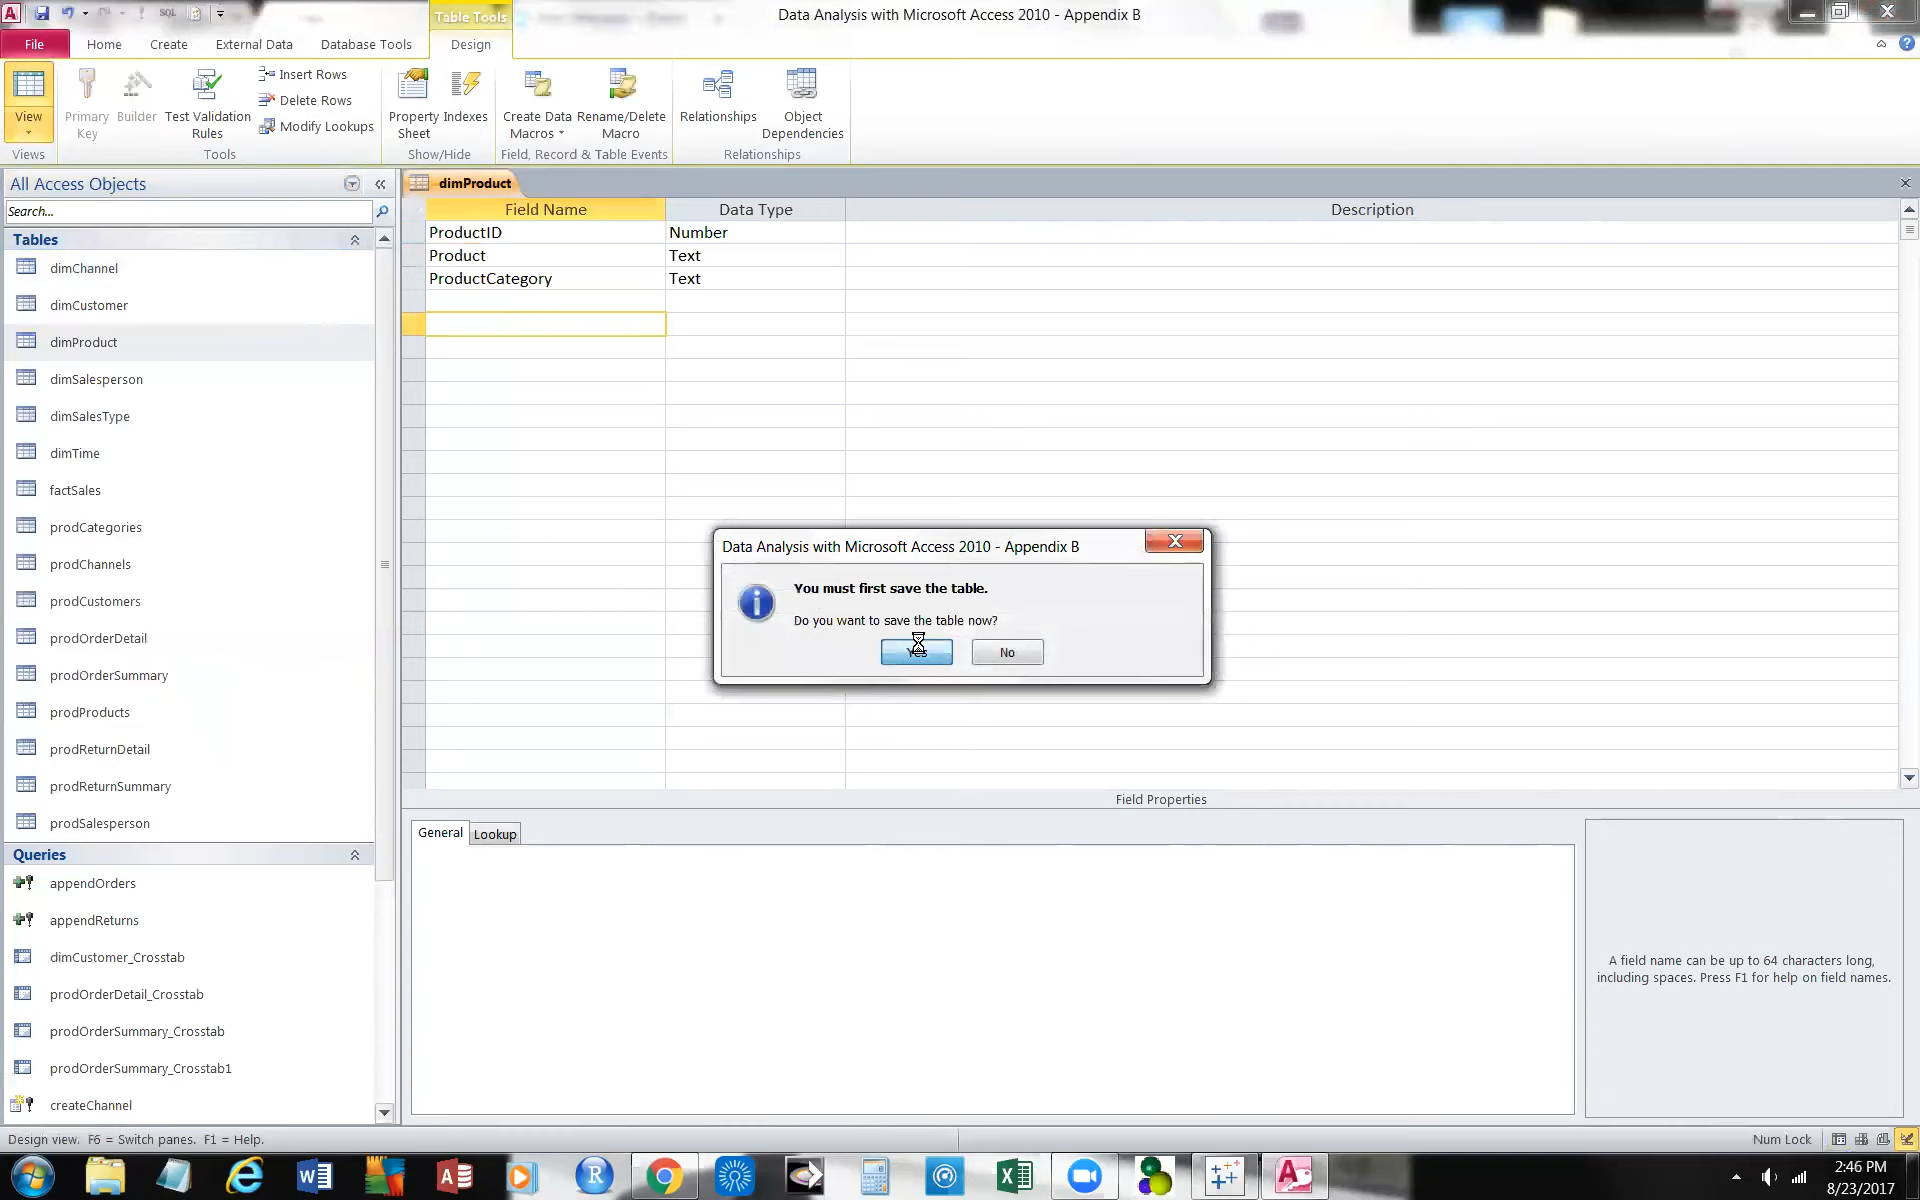 SQL
Table Tools
Data Analysis with Microsoft Access 2010 - Appendix B
File
Home
Create
External Data
Database Tools
Design
View
Primary Key
Builder
Test Validation Rules
Insert Rows
Delete Rows
Modify Lookups
Property Sheet
Indexes
Create Data Macros
Rename/Delete Macro
Relationships
Object Dependencies
Views
Tools
Show/Hide
Field, Record & Table Events
Relationships
All Access Objects
Search...
Tables
dimChannel
dimCustomer
dimProduct
dimSalesperson
dimSalesType
dimTime
factSales
prodCategories
prodChannels
prodCustomers
prodOrderDetail
prodOrderSummary
prodProducts
prodReturnDetail
prodReturnSummary
prodSalesperson
Queries
appendOrders
appendReturns
dimCustomer_Crosstab
prodOrderDetail_Crosstab
prodOrderSummary_Crosstab
prodOrderSummary_Crosstab1
createChannel
dimProduct
Field Name Data Type Description
ProductID Number
Product Text
ProductCategory Text
Data Analysis with Microsoft Access 2010 - Appendix B
You must first save the table.
Do you want to save the table now?
Yes
No
Field Properties
General
Lookup
A field name can be up to 64 characters long,
including spaces. Press F1 for help on field names.
Design view. F6 = Switch panes. F1 = Help.
Num Lock
2:46 PM
8/23/2017